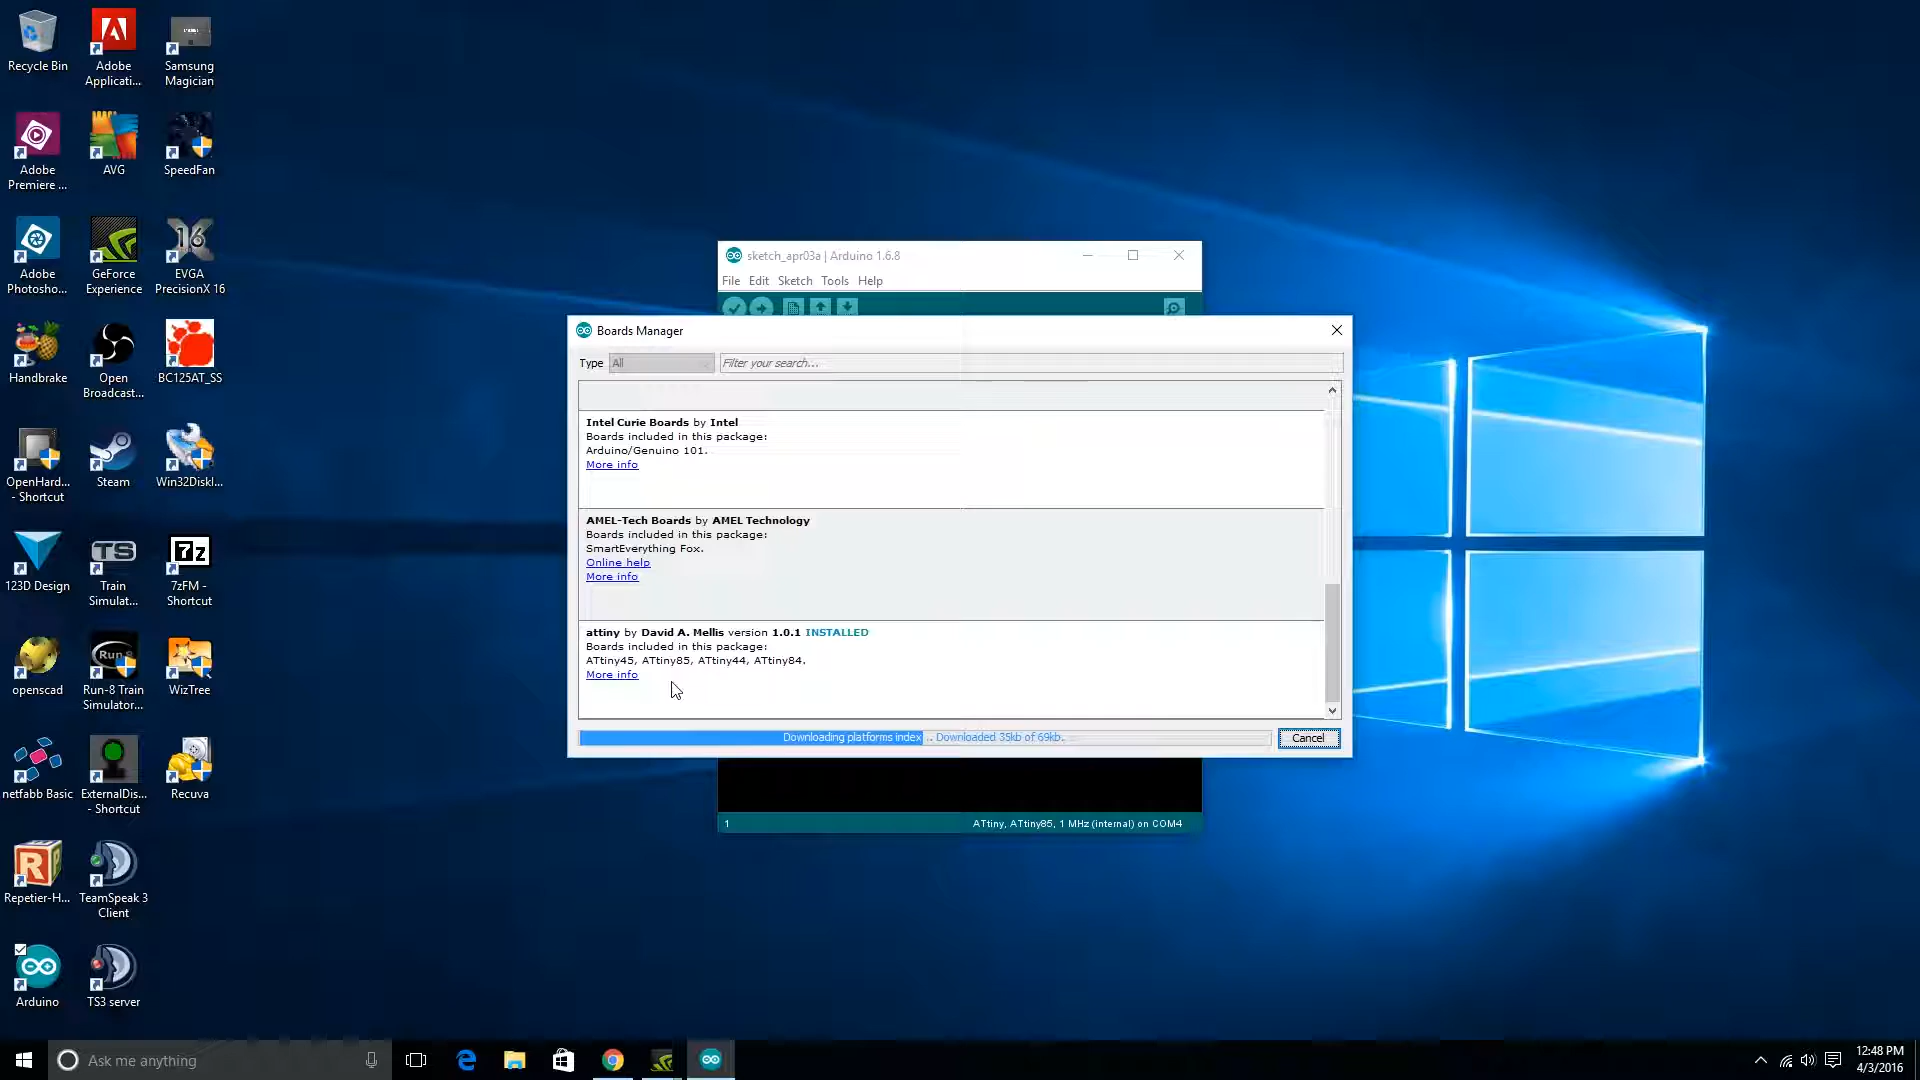 Recycle Bin
Adobe
Applicati...
Samsung
Magician
Adobe
Premiere ...
AVG
SpeedFan
Adobe
Photosho...
GeForce
Experience
EVGA
PrecisionX 16
Handbrake
Open
Broadcast...
BC125AT_SS
OpenHard...
- Shortcut
Steam
Win32DiskI...
123D Design
Train
Simulat...
7zFM -
Shortcut
openscad
Run-8 Train
Simulator...
WizTree
netfabb Basic
ExternalDis...
- Shortcut
Recuva
Repetier-H...
TeamSpeak 3
Client
Arduino
TS3 server
sketch_apr03a | Arduino 1.6.8
File Edit Sketch Tools Help
Boards Manager
Type All Filter your search...
Intel Curie Boards by Intel
Boards included in this package:
Arduino/Genuino 101.
More info
AMEL-Tech Boards by AMEL Technology
Boards included in this package:
SmartEverything Fox.
Online help
More info
attiny by David A. Mellis version 1.0.1 INSTALLED
Boards included in this package:
ATtiny45, ATtiny85, ATtiny44, ATtiny84.
More info
Downloading platforms index... Downloaded 35kb of 69kb.
Cancel
1 ATtiny, ATtiny85, 1 MHz (internal) on COM4
Ask me anything
12:48 PM
4/3/2016